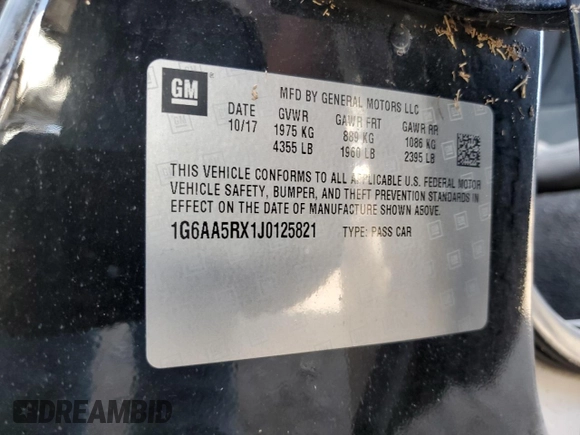 GM
MFD BY GENERAL MOTORS LLC
DATE GVWR GAWR FRT GAWR RR
10/17 1975 KG 889 KG 1086 KG
4355 LB 1960 LB 2395 LB
THIS VEHICLE CONFORMS TO ALL APPLICABLE U.S. FEDERAL MOTOR
VEHICLE SAFETY, BUMPER, AND THEFT PREVENTION STANDARDS IN
EFFECT ON THE DATE OF MANUFACTURE SHOWN ABOVE.
1G6AA5RX1J0125821 TYPE: PASS CAR
DREAMBID